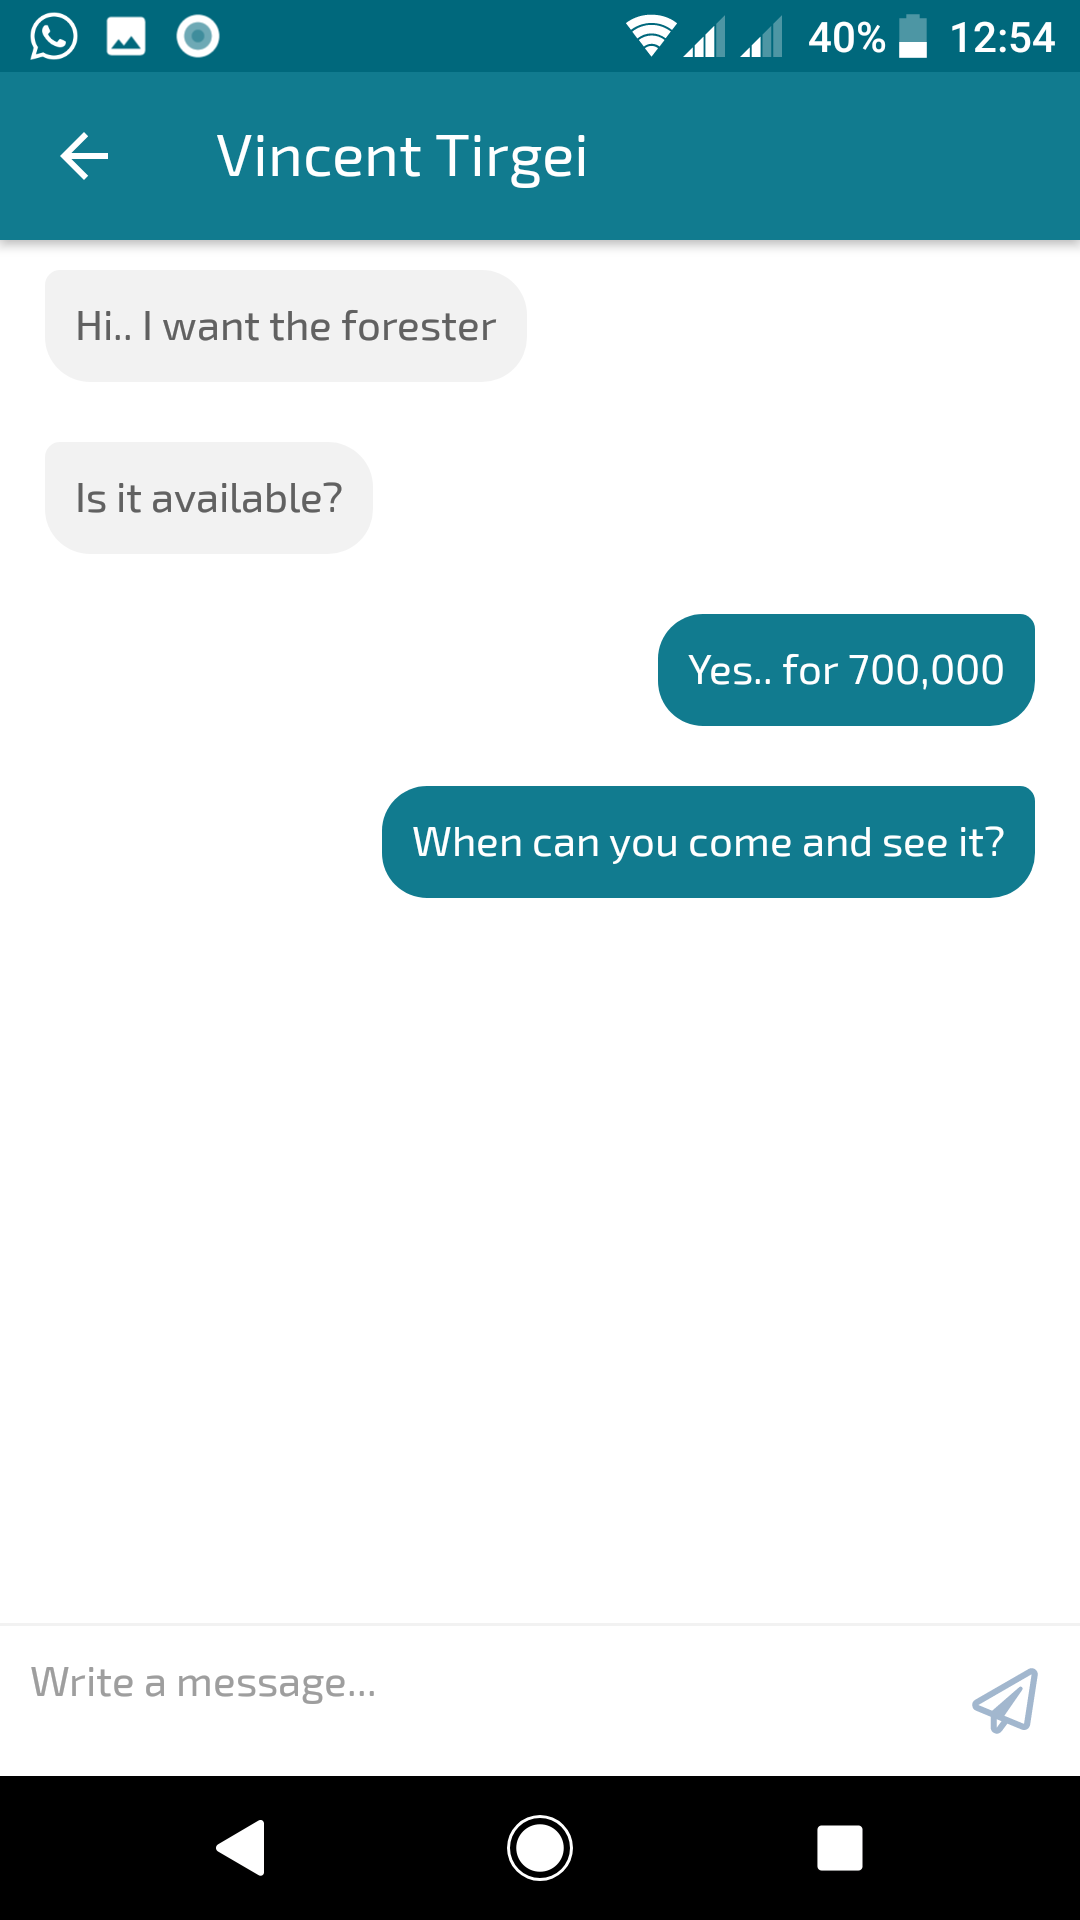 40% 12:54
Vincent Tirgei
Hi.. I want the forester
Is it available?
Yes.. for 700,000
When can you come and see it?
Write a message...